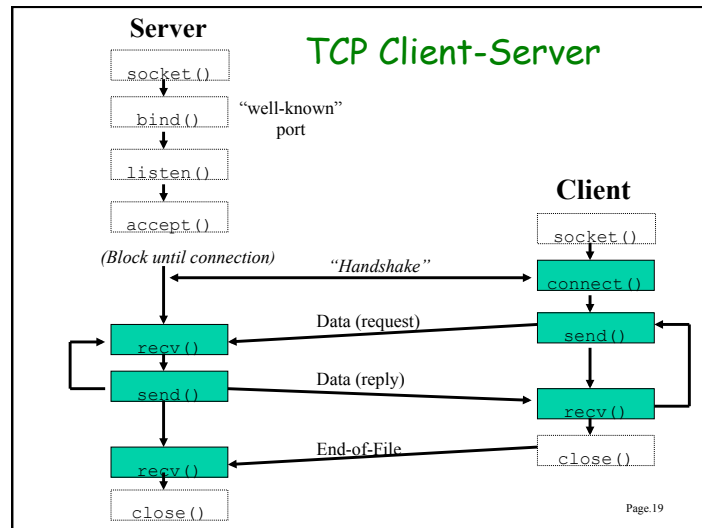 Server
TCP Client-Server
socket()
bind()
“well-known”
port
listen()
accept()
Client
socket()
(Block until connection)
“Handshake”
connect()
Data (request)
send()
recv()
Data (reply)
send()
recv()
End-of-File
close()
recv()
close()
Page.19